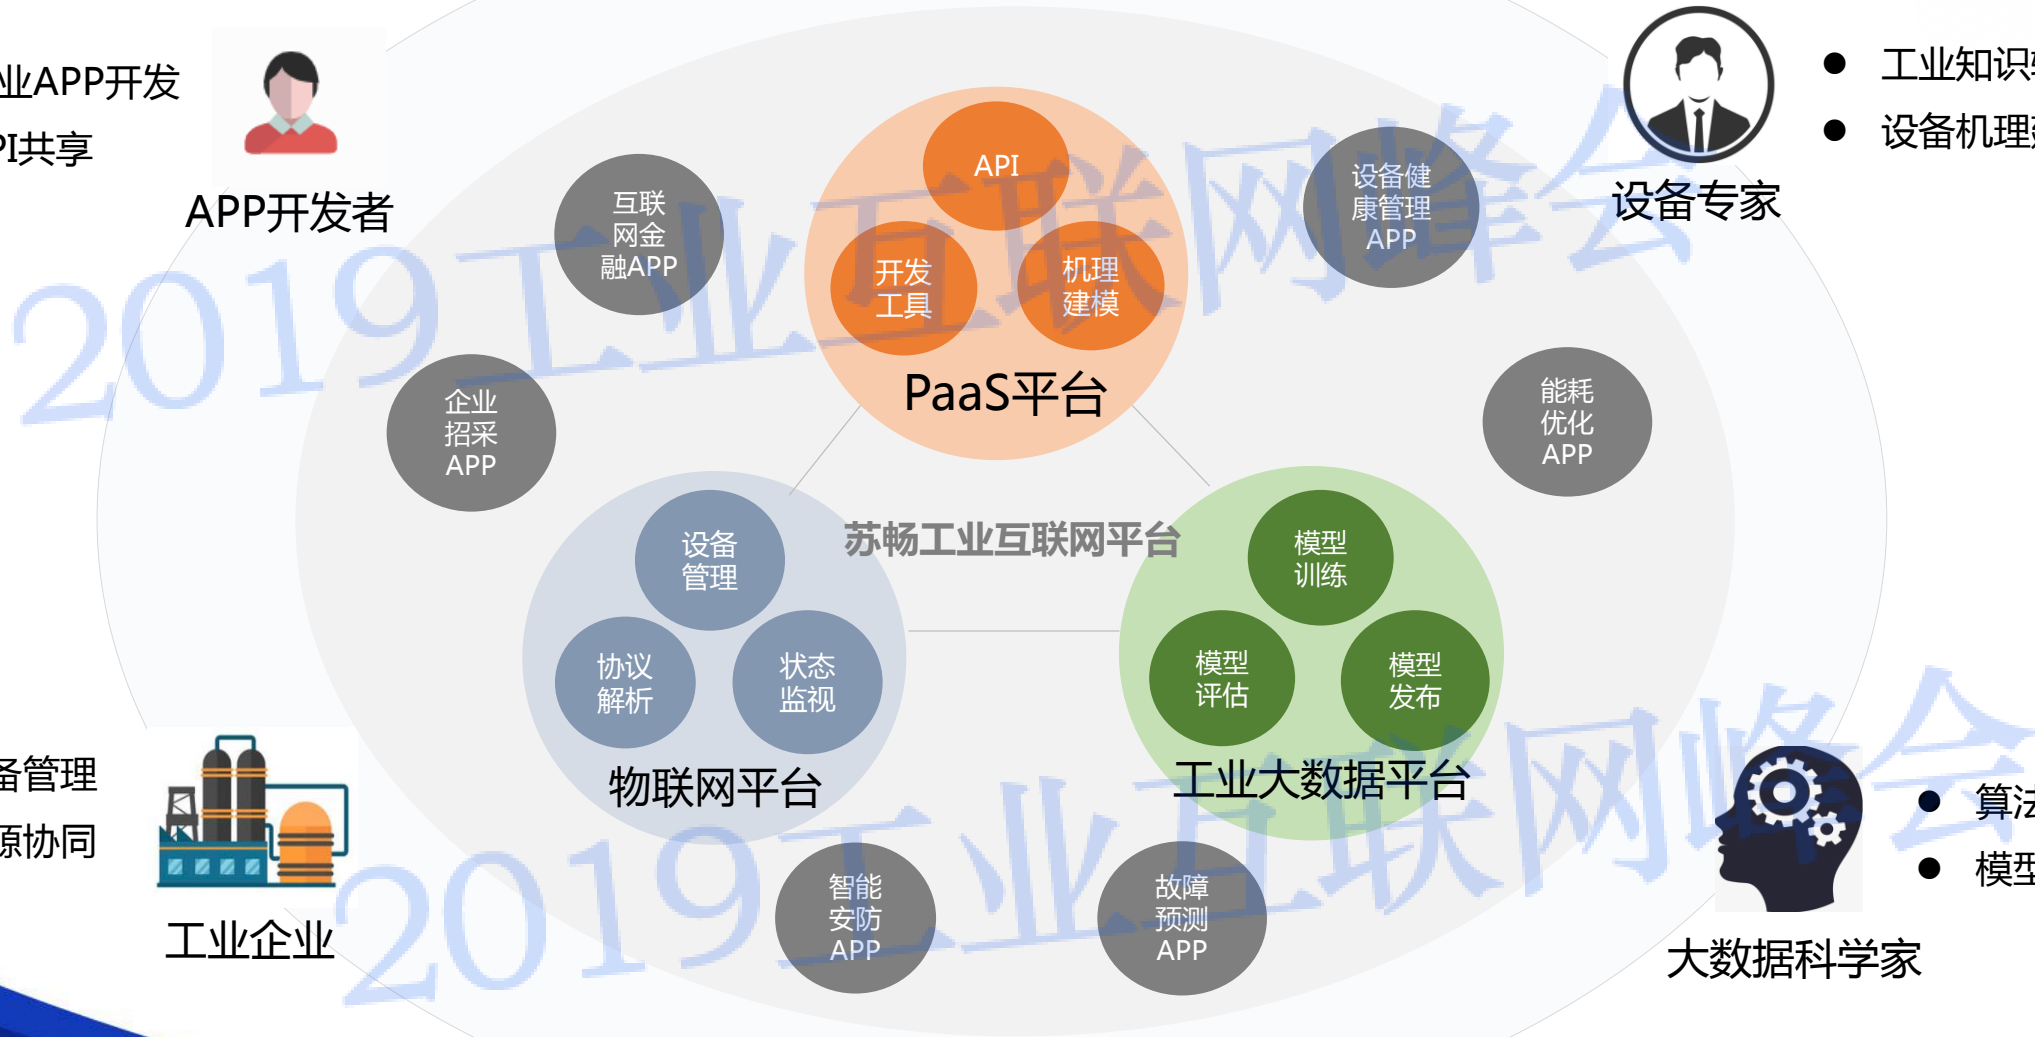 业APP开发
PI共享
APP开发者
工业知识
设备机理
设备专家
互联
网金
融APP
API
开发
工具
机理
建模
PaaS平台
设备健
康管理
APP
企业
招采
APP
能耗
优化
APP
苏畅工业互联网平台
设备
管理
协议
解析
状态
监视
物联网平台
模型
训练
模型
评估
模型
发布
工业大数据平台
备管理
源协同
工业企业
智能
安防
APP
故障
预测
APP
算法
模型
大数据科学家
2019工业互联网峰会
2019工业互联网峰会